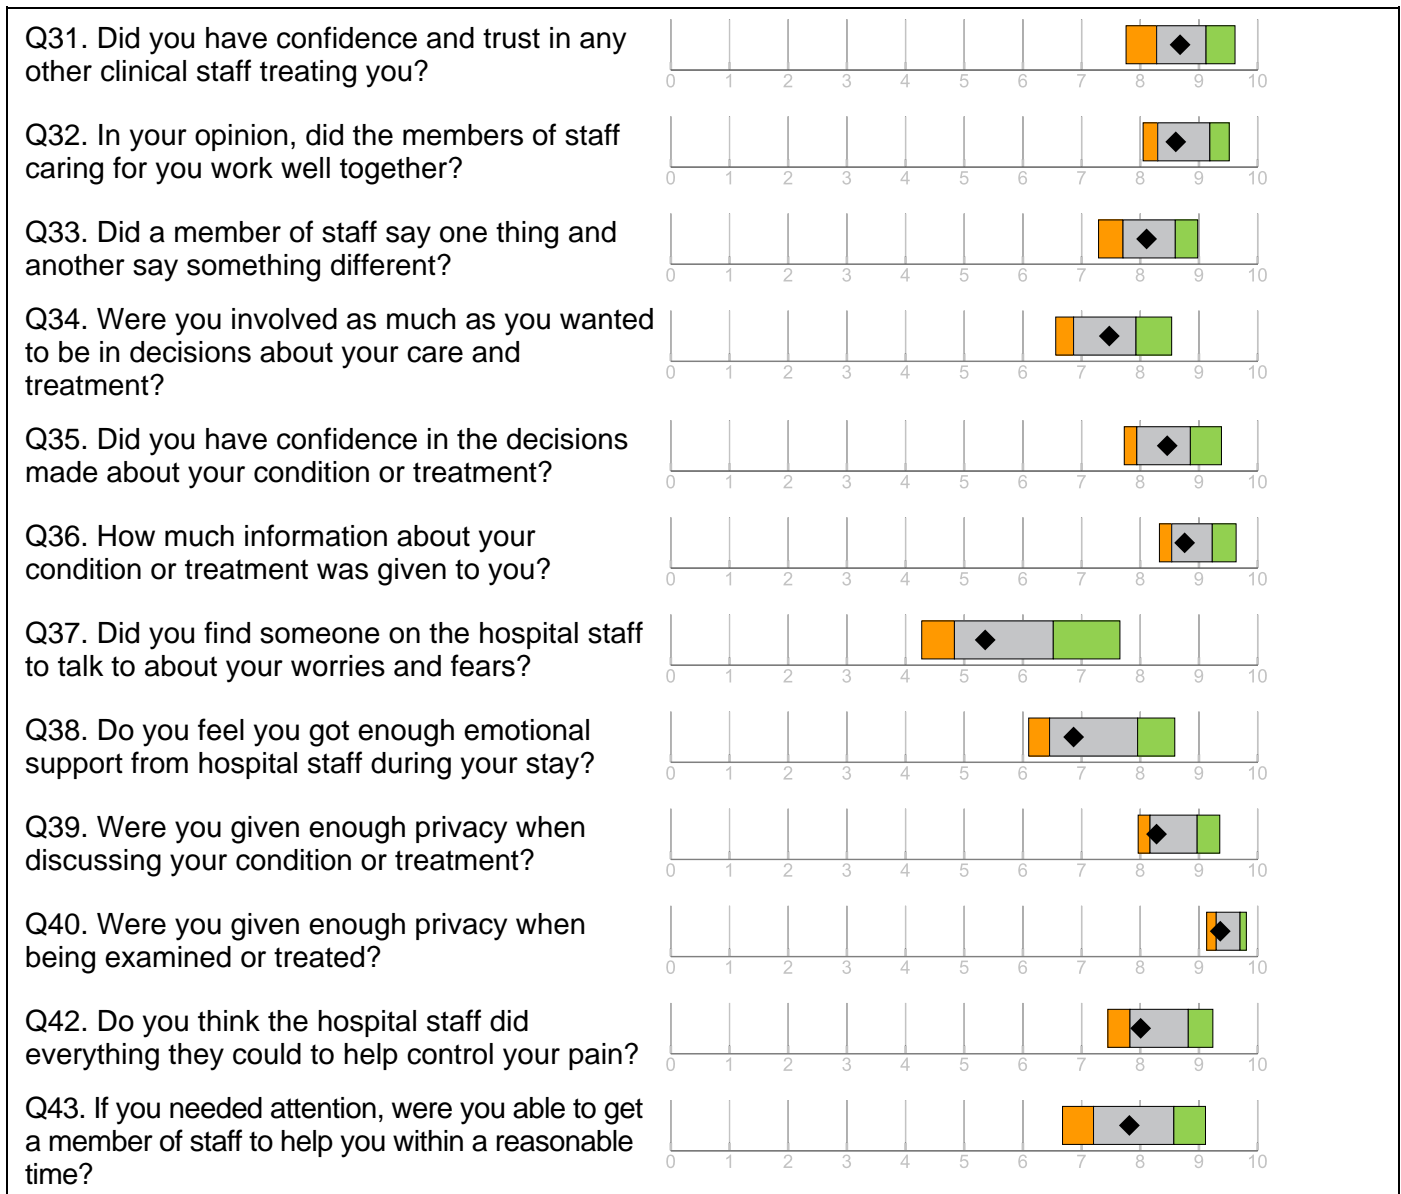 Q31. Did you have confidence and trust in any
other clinical staff treating you?
0 1 2 3 4 5 6 7 8 9 10
Q32. In your opinion, did the members of staff
caring for you work well together?
0 1 2 3 4 5 6 7 8 9 10
Q33. Did a member of staff say one thing and
another say something different?
0 1 2 3 4 5 6 7 8 9 10
Q34. Were you involved as much as you wanted
to be in decisions about your care and
treatment?
0 1 2 3 4 5 6 7 8 9 10
Q35. Did you have confidence in the decisions
made about your condition or treatment?
0 1 2 3 4 5 6 7 8 9 10
Q36. How much information about your
condition or treatment was given to you?
0 1 2 3 4 5 6 7 8 9 10
Q37. Did you find someone on the hospital staff
to talk to about your worries and fears?
0 1 2 3 4 5 6 7 8 9 10
Q38. Do you feel you got enough emotional
support from hospital staff during your stay?
0 1 2 3 4 5 6 7 8 9 10
Q39. Were you given enough privacy when
discussing your condition or treatment?
0 1 2 3 4 5 6 7 8 9 10
Q40. Were you given enough privacy when
being examined or treated?
0 1 2 3 4 5 6 7 8 9 10
Q42. Do you think the hospital staff did
everything they could to help control your pain?
0 1 2 3 4 5 6 7 8 9 10
Q43. If you needed attention, were you able to get
a member of staff to help you within a reasonable
time?
0 1 2 3 4 5 6 7 8 9 10